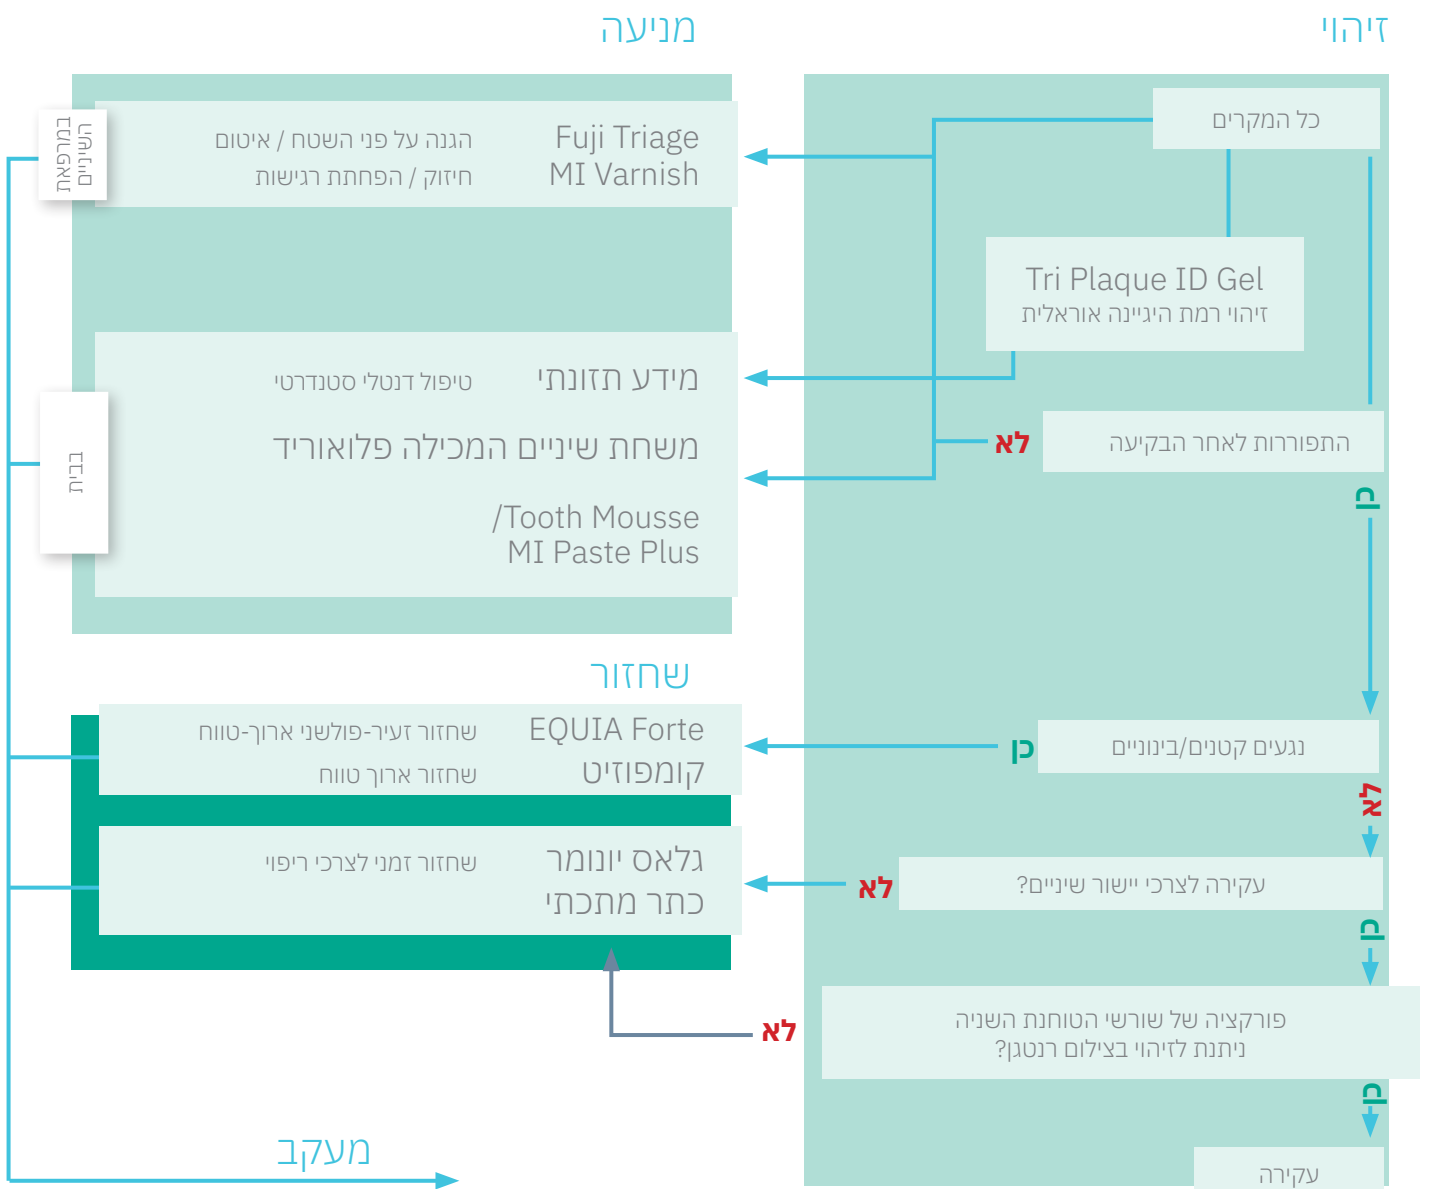 זיהוי
כל המקרים
Tri Plaque ID Gel
זיהוי רמת היגיינה אוראלית
התפוררות לאחר הבקיעה
לא
כן
נגעים קטנים/בינוניים
כן
לא
עקירה לצרכי יישור שיניים?
לא
כן
פורקציה של שורשי הטוחנת השניה
ניתנת לזיהוי בצילום רנטגן?
לא
כן
עקירה
מניעה
במרפאת
השיניים
Fuji Triage הגנה על פני השטח / איטום
MI Varnish חיזוק / הפחתת רגישות
בבית
מידע תזונתי טיפול דנטלי סטנדרטי
משחת שיניים המכילה פלואוריד
Tooth Mousse/
MI Paste Plus
שחזור
EQUIA Forte שחזור זעיר-פולשני ארוך-טווח
קומפוזיט שחזור ארוך טווח
גלאס יונומר שחזור זמני לצרכי ריפוי
כתר מתכתי
מעקב